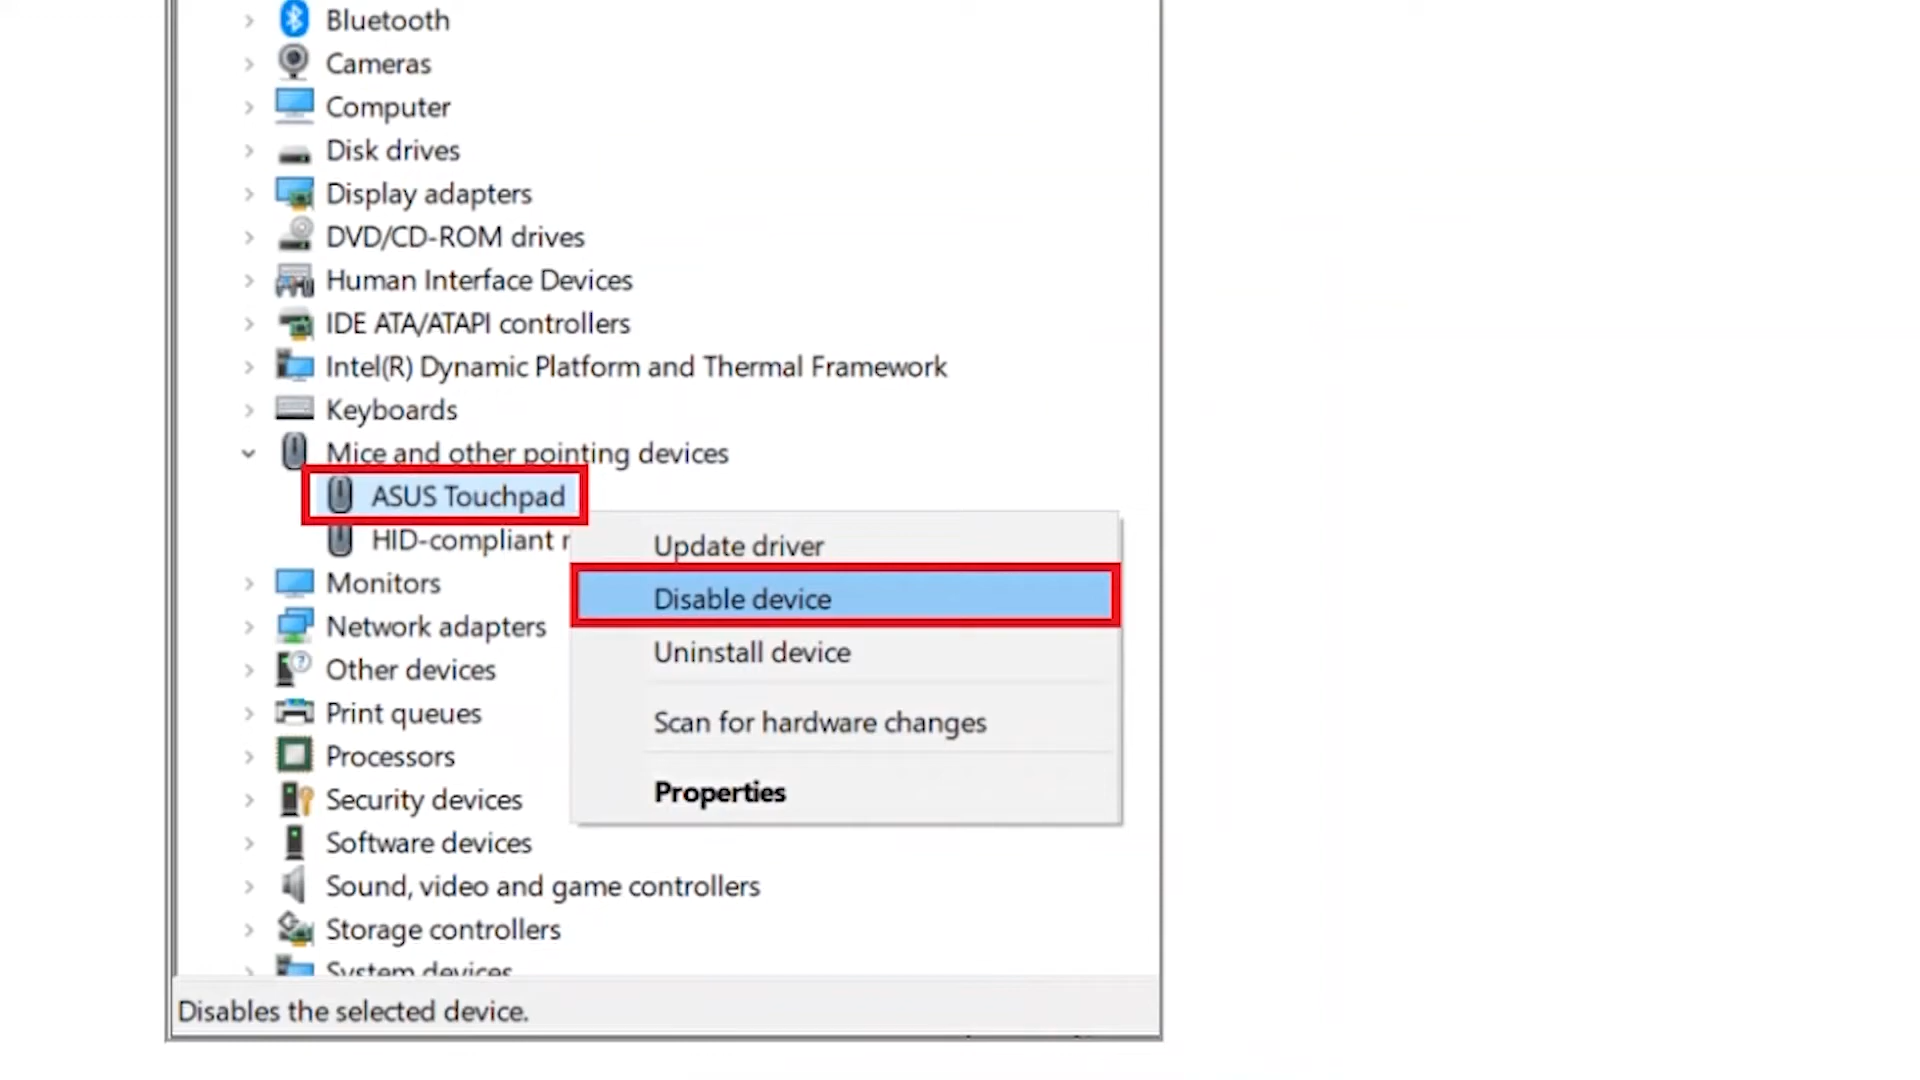 Bluetooth
Cameras
Computer
Disk drives
Display adapters
DVD/CD-ROM drives
Human Interface Devices
IDE ATA/ATAPI controllers
Intel(R) Dynamic Platform and Thermal Framework
Keyboards
Mice and other pointing devices
ASUS Touchpad
HID-compliant
Update driver
Disable device
Uninstall device
Scan for hardware changes
Properties
Monitors
Network adapters
Other devices
Print queues
Processors
Security devices
Software devices
Sound, video and game controllers
Storage controllers
System devices
Disables the selected device.